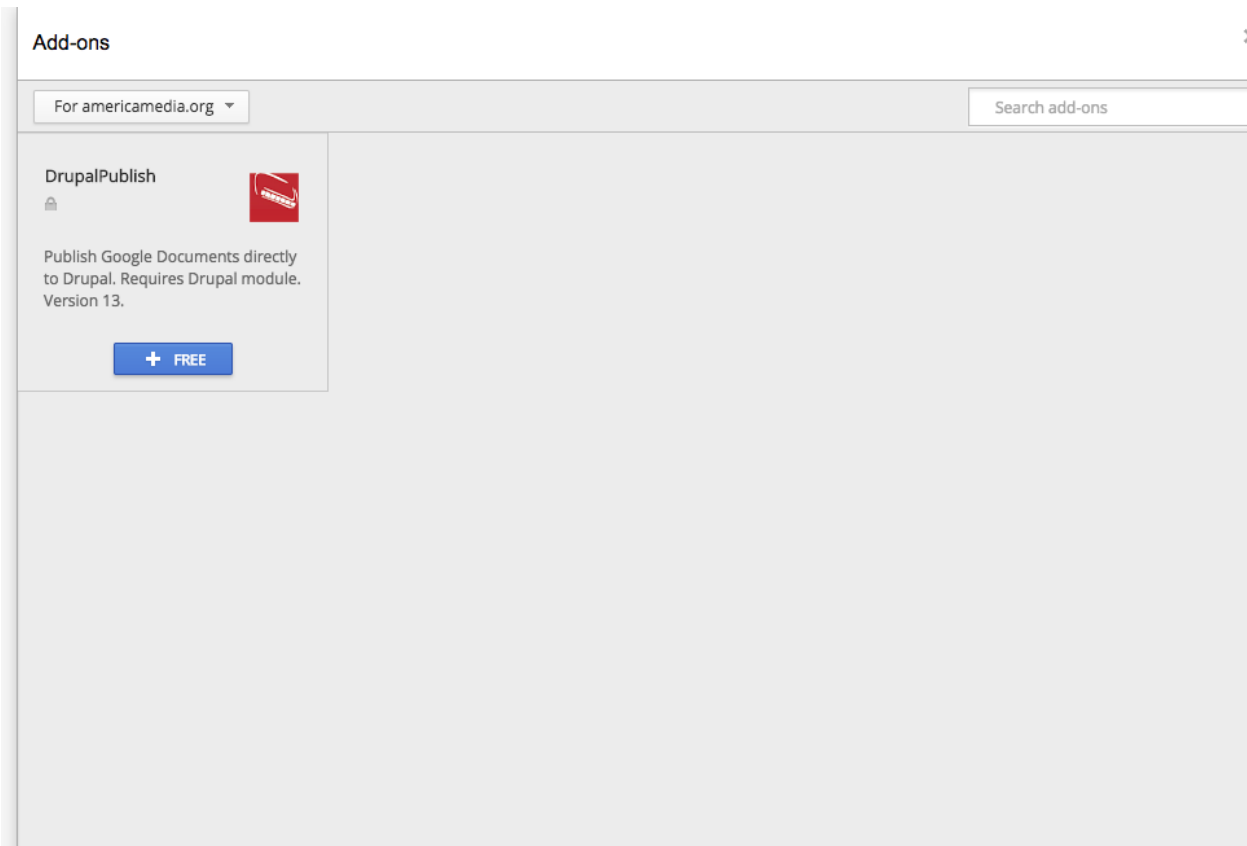 Add-ons
For americamedia.org
Search add-ons
DrupalPublish
Publish Google Documents directly
to Drupal. Requires Drupal module.
Version 13.
+ FREE